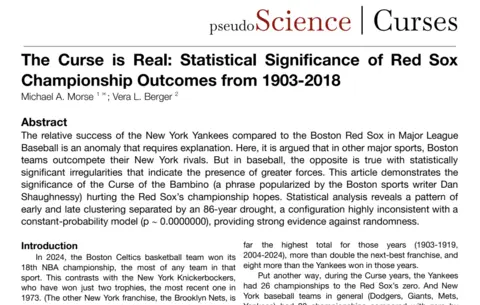 pseudoScience | Curses
The Curse is Real: Statistical Significance of Red Sox
Championship Outcomes from 1903-2018
Michael A. Morse 1 *; Vera L. Berger 2
Abstract
The relative success of the New York Yankees compared to the Boston Red Sox in Major League
Baseball is an anomaly that requires explanation. Here, it is argued that in other major sports, Boston
teams outcompete their New York rivals. But in baseball, the opposite is true with statistically
significant irregularities that indicate the presence of greater forces. This article demonstrates the
significance of the Curse of the Bambino (a phrase popularized by the Boston sports writer Dan
Shaughnessy) hurting the Red Sox's championship hopes. Statistical analysis reveals a pattern of
early and late clustering separated by an 86-year drought, a configuration highly inconsistent with a
constant-probability model (p ~ 0.0000000), providing strong evidence against randomness.
Introduction
In 2024, the Boston Celtics basketball team won its
18th NBA championship, the most of any team in that
sport. This contrasts with the New York Knickerbockers,
who have won just two trophies, the most recent one in
1973. (The other New York franchise, the Brooklyn Nets, is
far the highest total for those years (1903-1919,
2004-2024), more than double the next-best franchise, and
eight more than the Yankees won in those years.
Put another way, during the Curse years, the Yankees
had 26 championships to the Red Sox's zero. And New
York baseball teams in general (Dodgers, Giants, Mets,